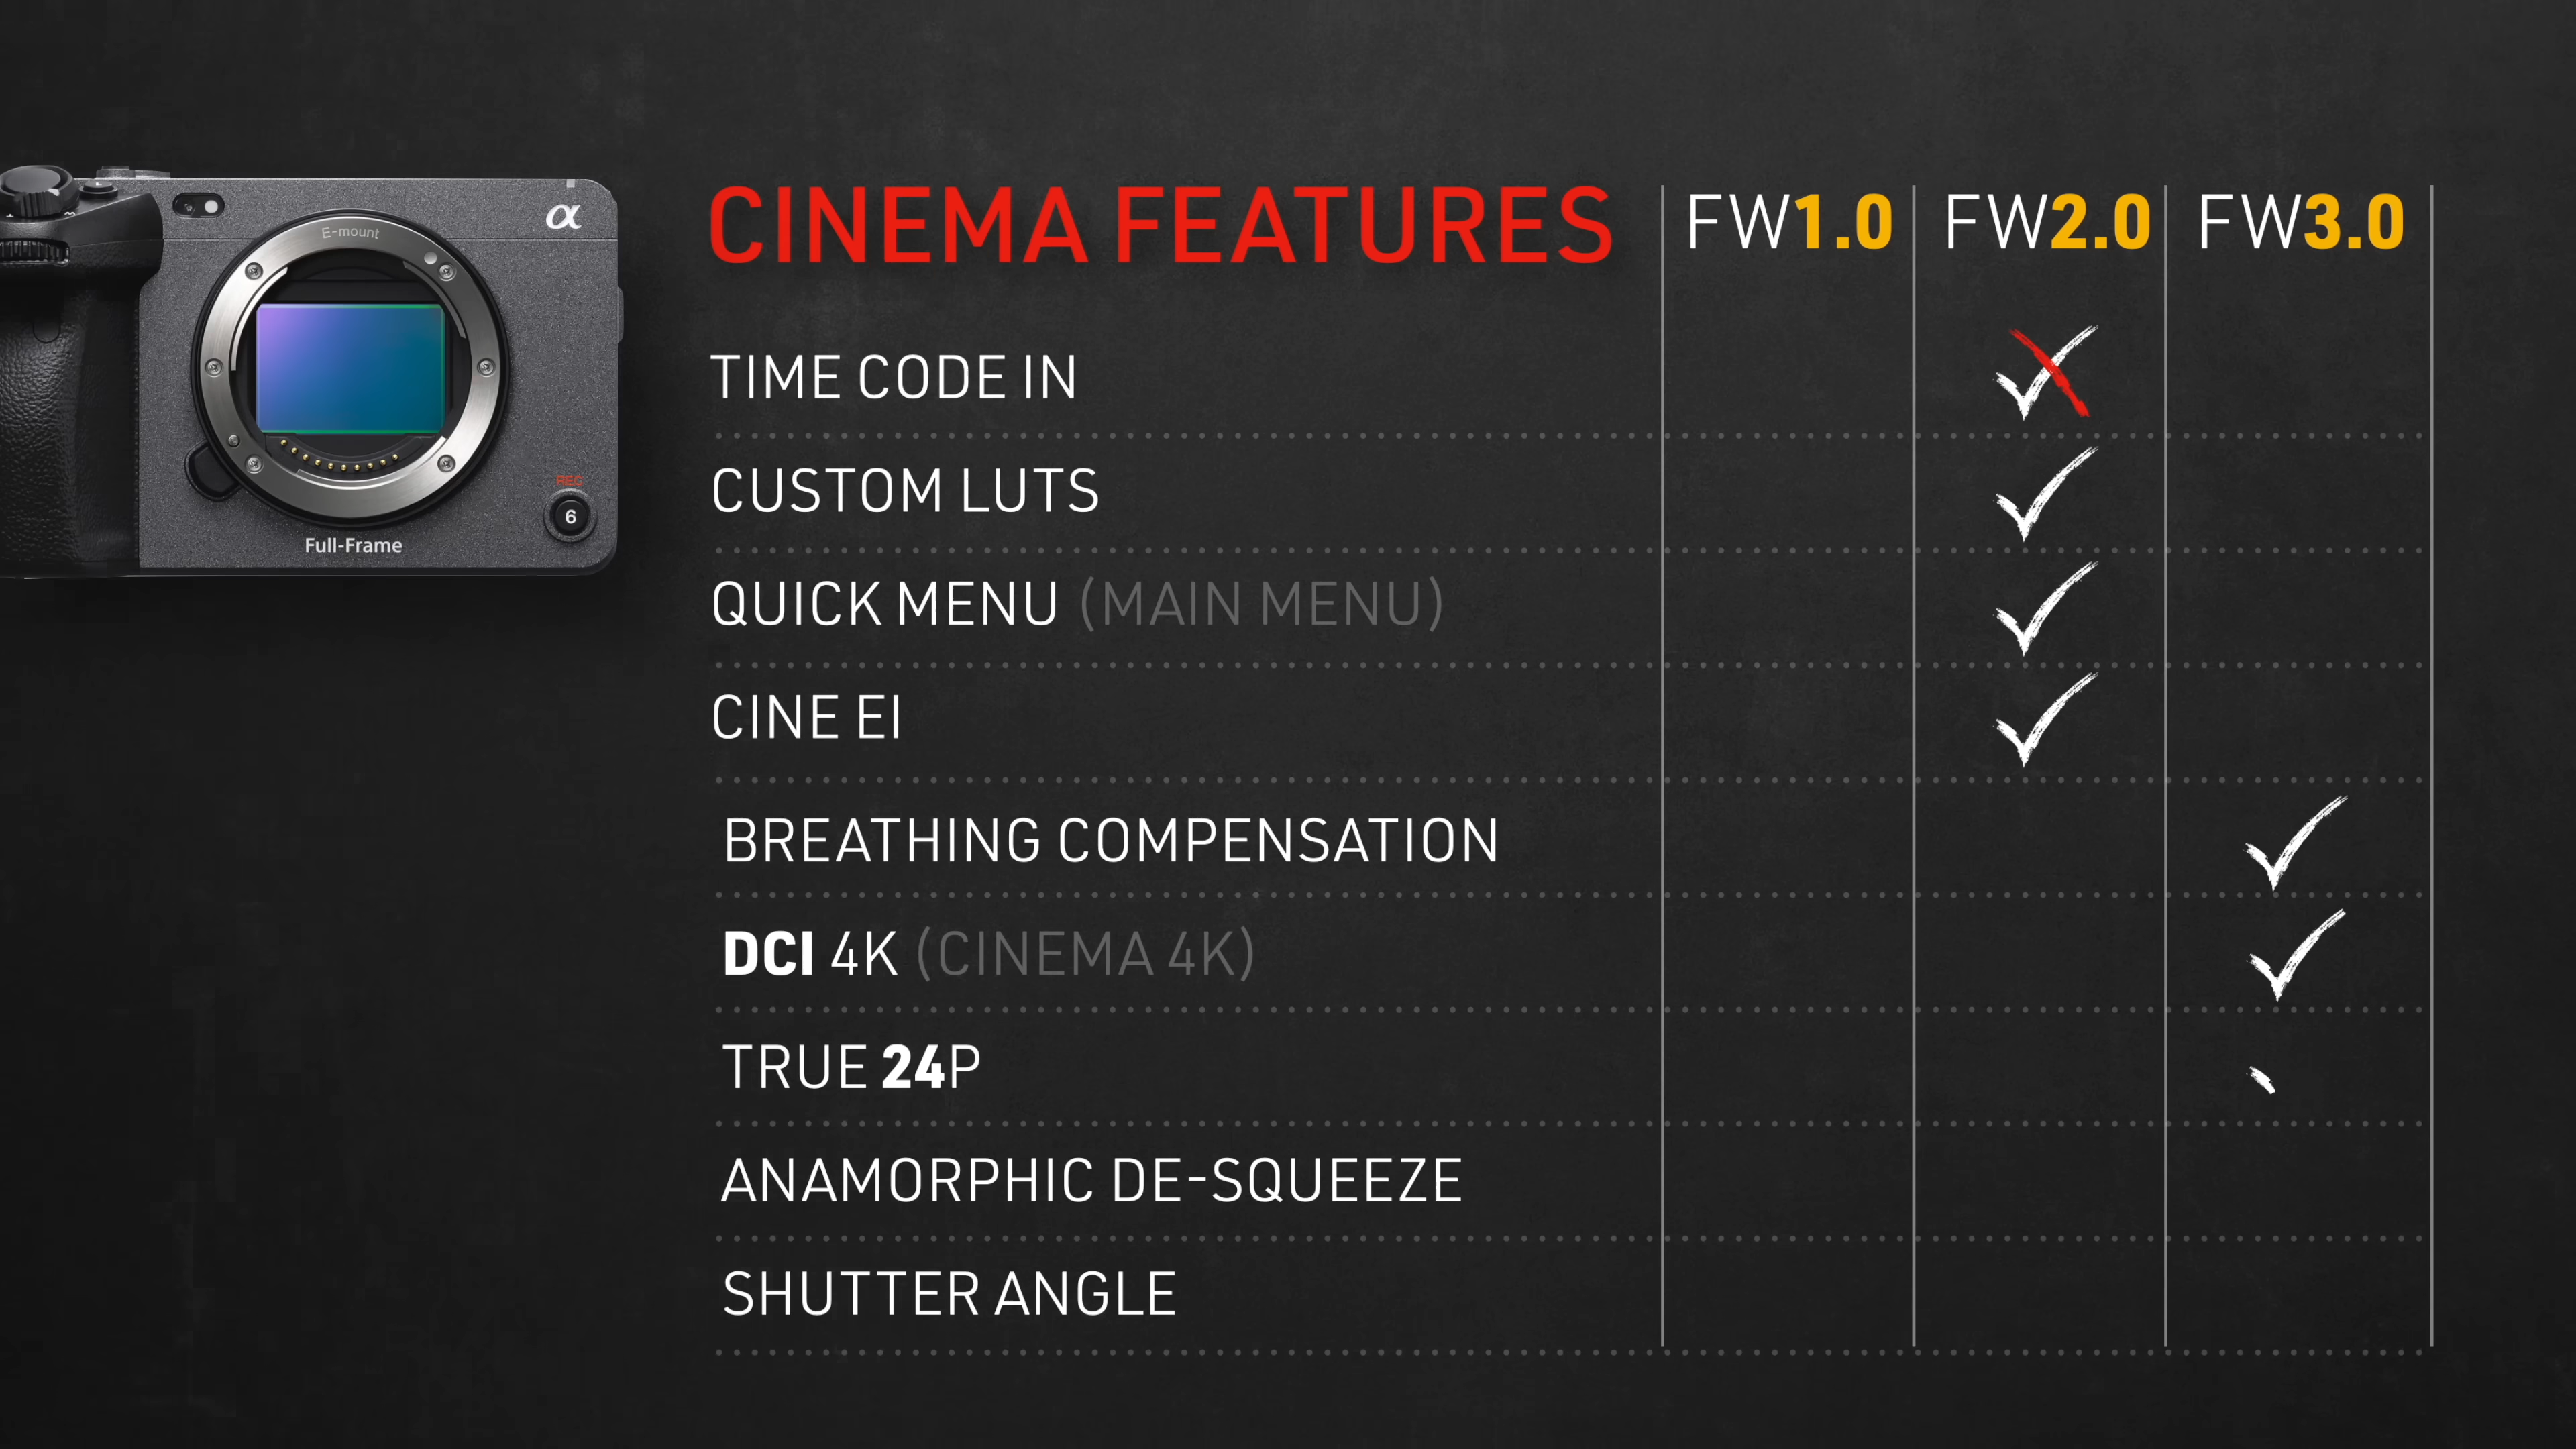 α
E-mount
REC
6
Full-Frame
CINEMA FEATURES FW1.0 FW2.0 FW3.0
TIME CODE IN
CUSTOM LUTS
QUICK MENU (MAIN MENU)
CINE EI
BREATHING COMPENSATION
DCI 4K (CINEMA 4K)
TRUE 24P
ANAMORPHIC DE-SQUEEZE
SHUTTER ANGLE